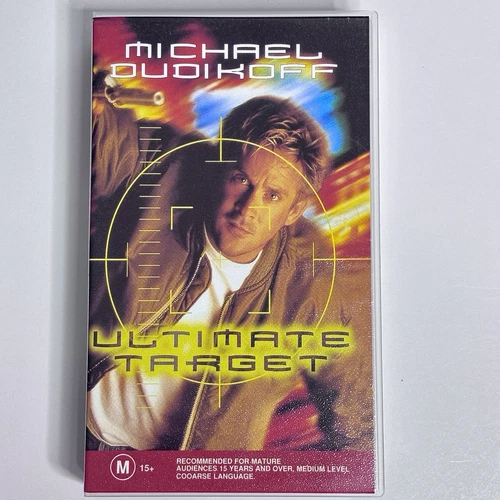 MICHAEL
DUDIKOFF
ULTIMATE
TARGET
M 15+
RECOMMENDED FOR MATURE
AUDIENCES 15 YEARS AND OVER, MEDIUM LEVEL
COOARSE LANGUAGE.